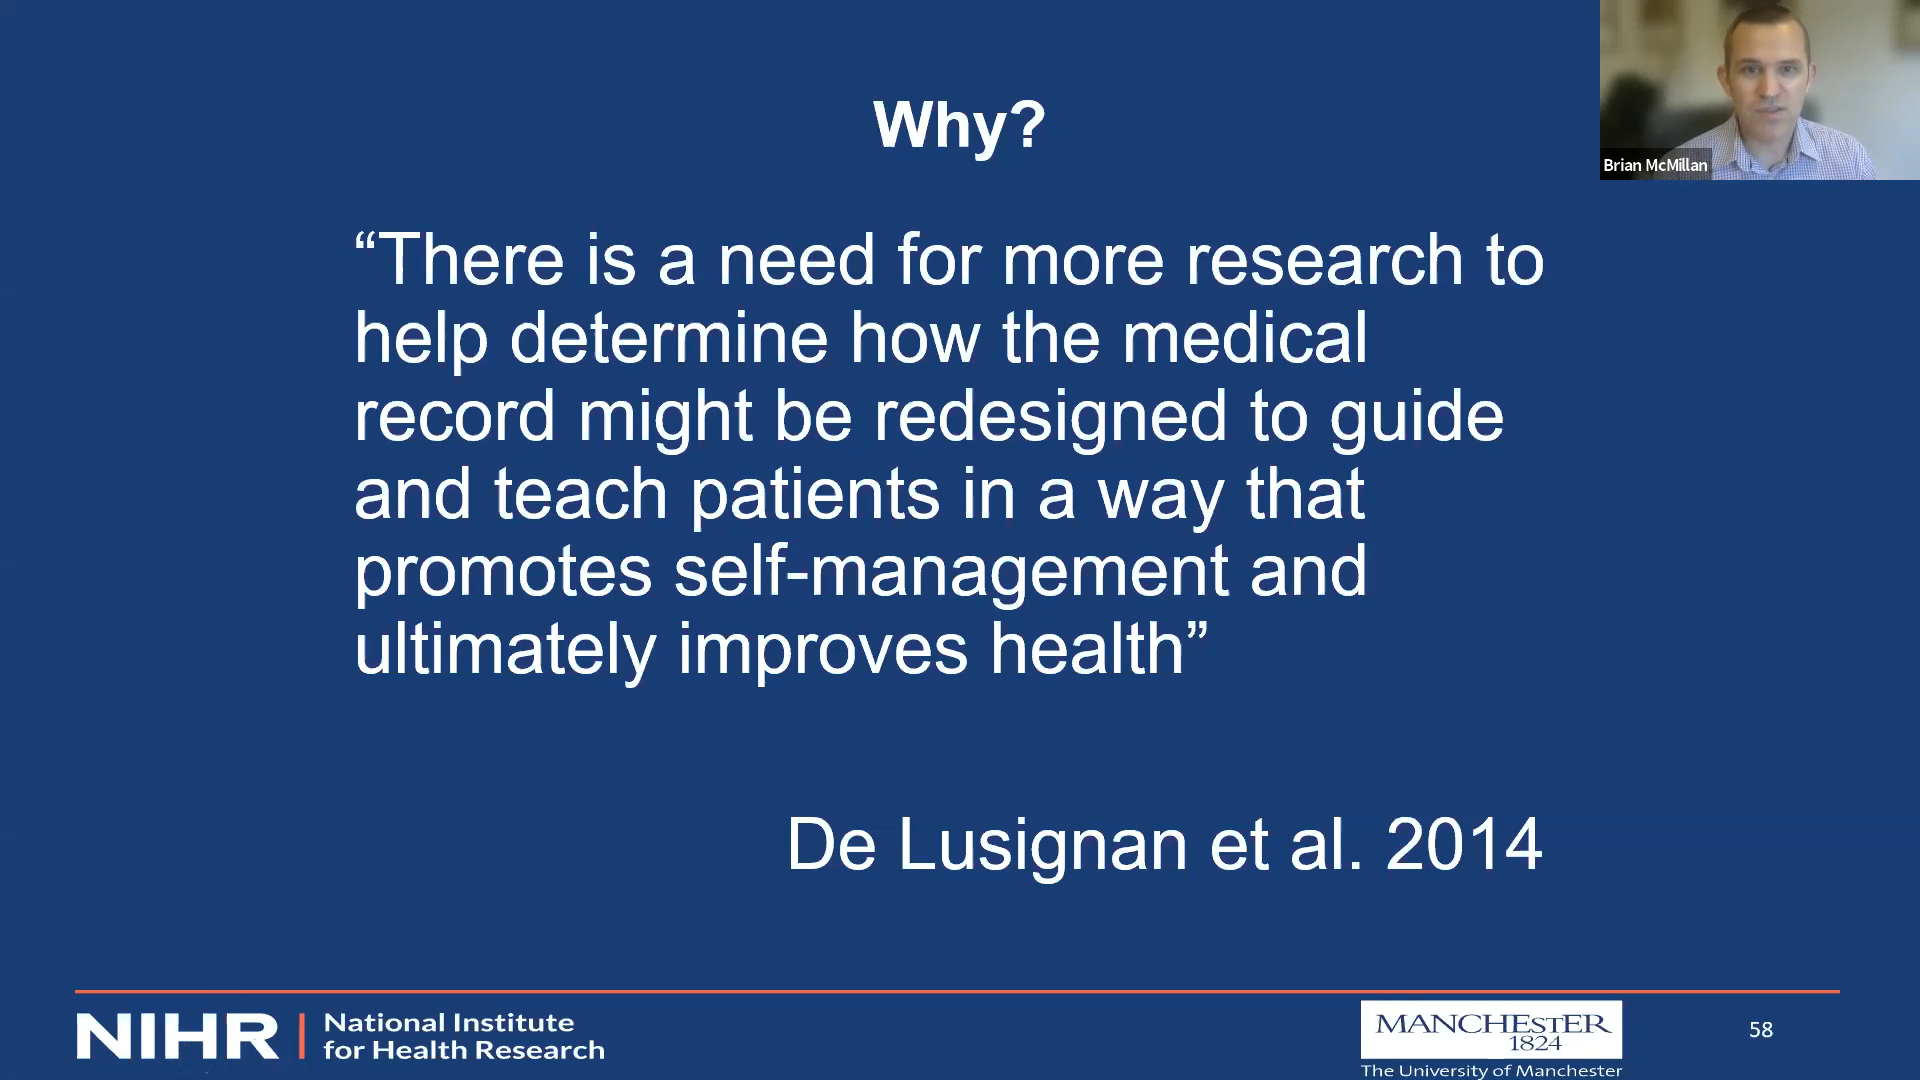 Why?
Brian McMillan
“There is a need for more research to
help determine how the medical
record might be redesigned to guide
and teach patients in a way that
promotes self-management and
ultimately improves health”
De Lusignan et al. 2014
NIHR | National Institute
for Health Research
MANCHESTER
1824
The University of Manchester
58